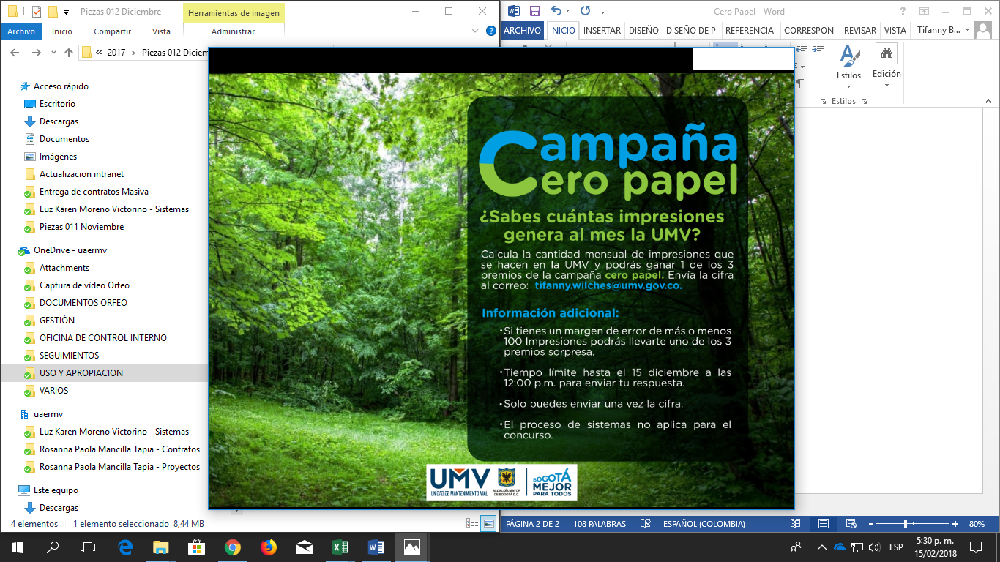 Piezas 012 Diciembre
Herramientas de imagen
Archivo
Inicio
Compartir
Vista
Administrar
2017
Piezas 012 Diciem
Acceso rápido
Escritorio
Descargas
Documentos
Imágenes
Actualizacion intranet
Entrega de contratos Masiva
Luz Karen Moreno Victorino - Sistemas
Piezas 011 Noviembre
OneDrive - uaermv
Attachments
Captura de vídeo Orfeo
DOCUMENTOS ORFEO
GESTIÓN
OFICINA DE CONTROL INTERNO
SEGUIMIENTOS
USO Y APROPIACION
VARIOS
uaermv
Luz Karen Moreno Victorino - Sistemas
Rosanna Paola Mancilla Tapia - Contratos
Rosanna Paola Mancilla Tapia - Proyectos
Este equipo
Descargas
4 elementos 1 elemento seleccionado 8,44 MB
Cero Papel - Word
ARCHIVO INICIO INSERTAR DISEÑO DISEÑO DE P REFERENCIA CORRESPON REVISAR VISTA Tifanny B...
Estilos
Edición
Estilos
Campaña
Cero papel
¿Sabes cuántas impresiones
genera al mes la UMV?
Calcula la cantidad mensual de impresiones que
se hacen en la UMV y podrás ganar 1 de los 3
premios de la campaña cero papel. Envía la cifra
al correo: tifanny.wilches@umv.gov.co.
Información adicional:
•Si tienes un margen de error de más o menos
100 Impresiones podrás llevarte uno de los 3
premios sorpresa.
•Tiempo límite hasta el 15 diciembre a las
12:00 p.m. para enviar tu respuesta.
•Solo puedes enviar una vez la cifra.
•El proceso de sistemas no aplica para el
concurso.
UMV
UNIDAD DE MANTENIMIENTO VIAL
ALCALDÍA MAYOR
DE BOGOTÁ D.C.
BOGOTÁ
MEJOR
PARA TODOS
PÁGINA 2 DE 2 108 PALABRAS ESPAÑOL (COLOMBIA) 80%
ESP
5:30 p. m.
15/02/2018